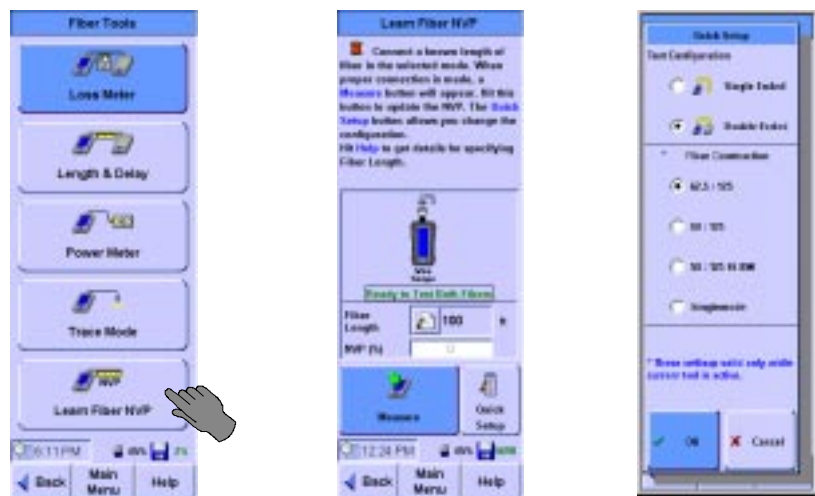 Fiber Tools
Loss Meter
Length & Delay
Power Meter
Trace Mode
NVP
Learn Fiber NVP
6:11 PM
Back
Main
Menu
Help
Learn Fiber NVP
Connect a known length of
fiber in the selected mode. When
proper connection is made, a
Measure button will appear. Hit this
button to update the NVP. The Quick
Setup button allows you change the
configuration.
Hit Help to get details for specifying
Fiber Length.
Ready to Test Both Fibers
Fiber
Length
100
NVP (%)
Measure
Quick
Setup
12:24 PM
Back
Main
Menu
Help
Quick Setup
Test Configuration
Single Ended
Double Ended
* Fiber Construction
62.5 / 125
50 / 125
Singlemode
* These settings valid only while
current tool is active.
OK
Cancel